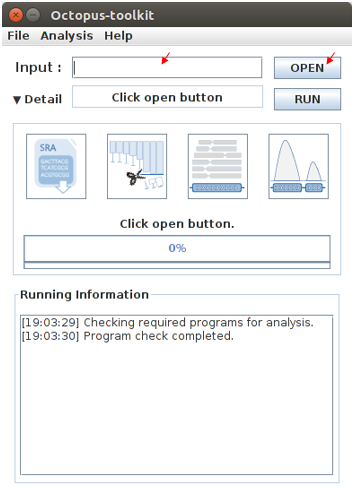 Octopus-toolkit
File Analysis Help
Input :
OPEN
▼ Detail
Click open button
RUN
SRA
GACTTACG
TCATCGCG
ACGTGCGG
Click open button.
0%
Running Information
[19:03:29] Checking required programs for analysis.
[19:03:30] Program check completed.